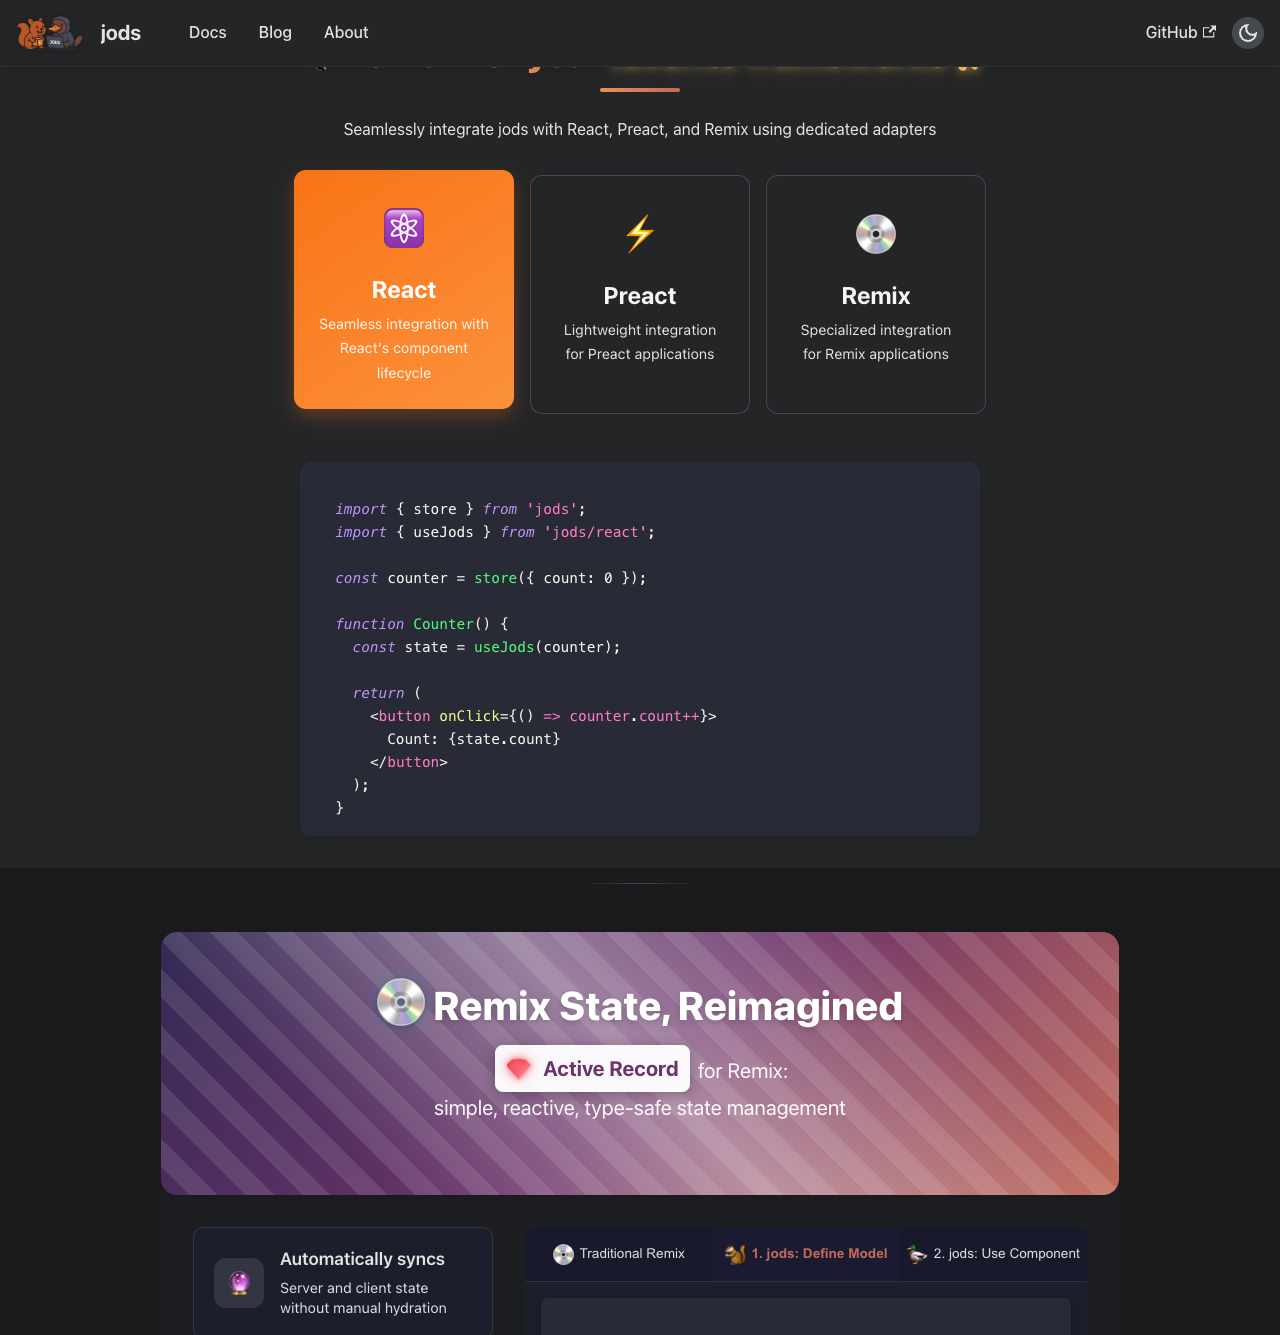 jods
Docs
Blog
About
GitHub
Seamlessly integrate jods with React, Preact, and Remix using dedicated adapters
React
Seamless integration with
React's component
lifecycle
Preact
Lightweight integration
for Preact applications
Remix
Specialized integration
for Remix applications
import { store } from 'jods';
import { useJods } from 'jods/react';
const counter = store({ count: 0 });
function Counter() {
const state = useJods(counter);
return (
<button onClick={() => counter.count++}>
Count: {state.count}
</button>
);
}
Remix State, Reimagined
Active Record for Remix:
simple, reactive, type-safe state management
Automatically syncs
Server and client state
without manual hydration
Traditional Remix
1. jods: Define Model
2. jods: Use Component